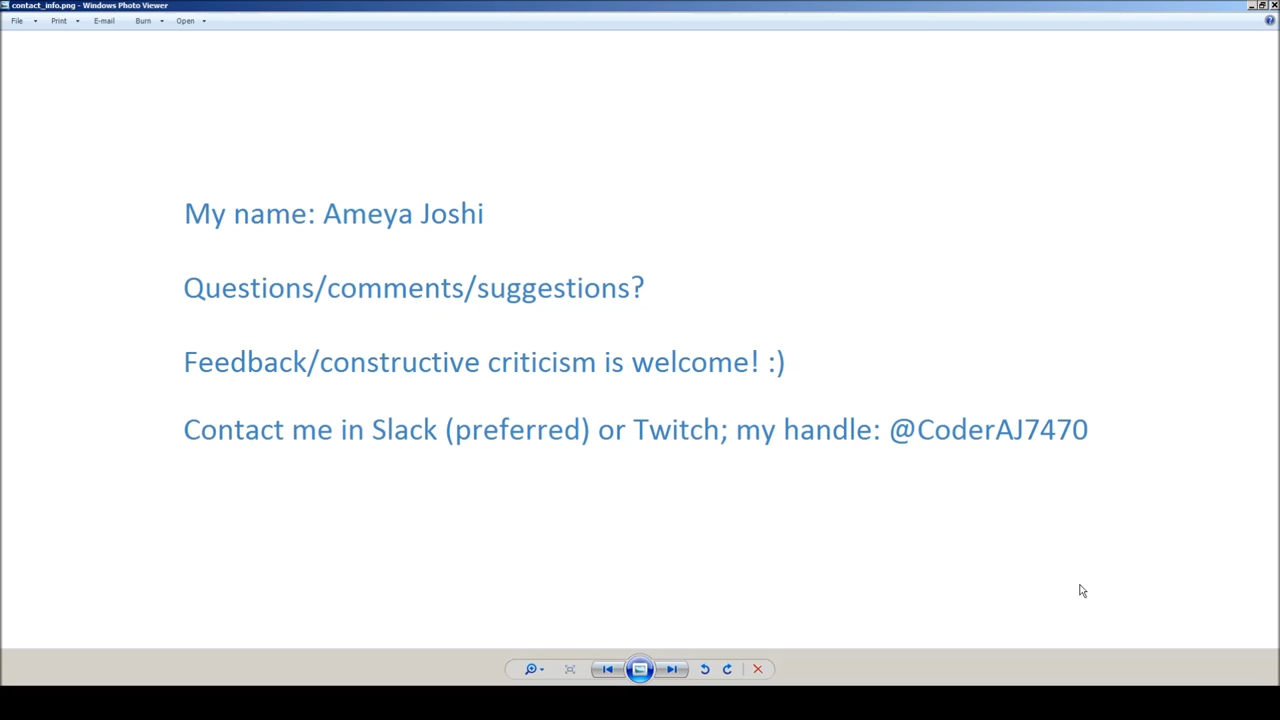 contact_info.png - Windows Photo Viewer
File Print E-mail Burn Open
My name: Ameya Joshi
Questions/comments/suggestions?
Feedback/constructive criticism is welcome! :)
Contact me in Slack (preferred) or Twitch; my handle: @CoderAJ7470